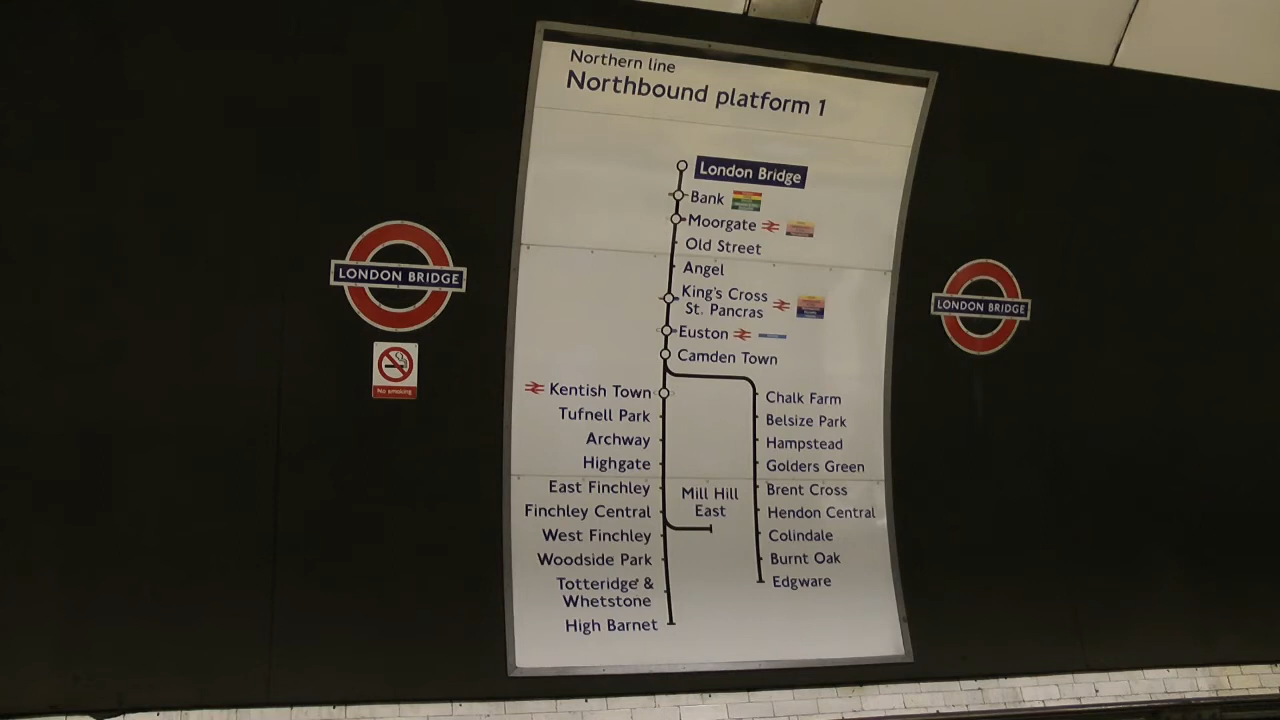 Northern line
Northbound platform 1
London Bridge
Bank
Moorgate
Old Street
Angel
King's Cross
St. Pancras
Euston
Camden Town
Kentish Town
Tufnell Park
Archway
Highgate
East Finchley
Finchley Central
West Finchley
Woodside Park
Totteridge &
Whetstone
High Barnet
Mill Hill
East
Chalk Farm
Belsize Park
Hampstead
Golders Green
Brent Cross
Hendon Central
Colindale
Burnt Oak
Edgware
LONDON BRIDGE
No smoking
LONDON BRIDGE